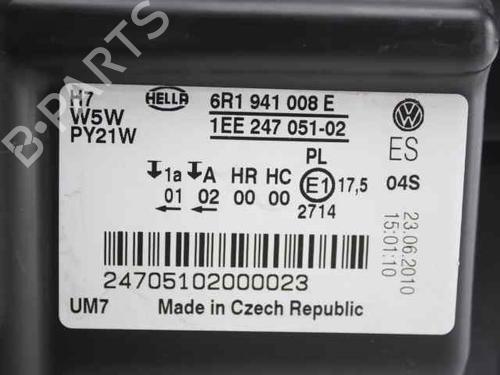 B-PARTS
H7
W5W
PY21W
HELLA
6R1 941 008 E
1EE 247 051-02
ES
1a A HR HC PL
01 02 00 00 E1 17,5 04S
2714
23.06.2010
15:01:10
24705102000023
UM7 Made in Czech Republic